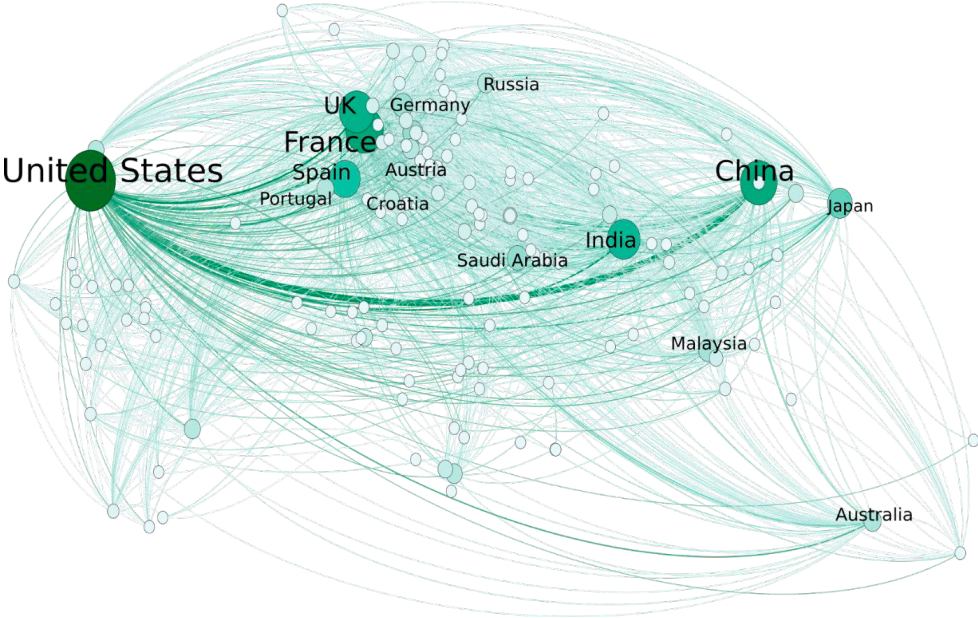 Russia
UK
Germany
France
United States
Spain
Austria
China
Portugal
Croatia
Japan
India
Saudi Arabia
Malaysia
Australia